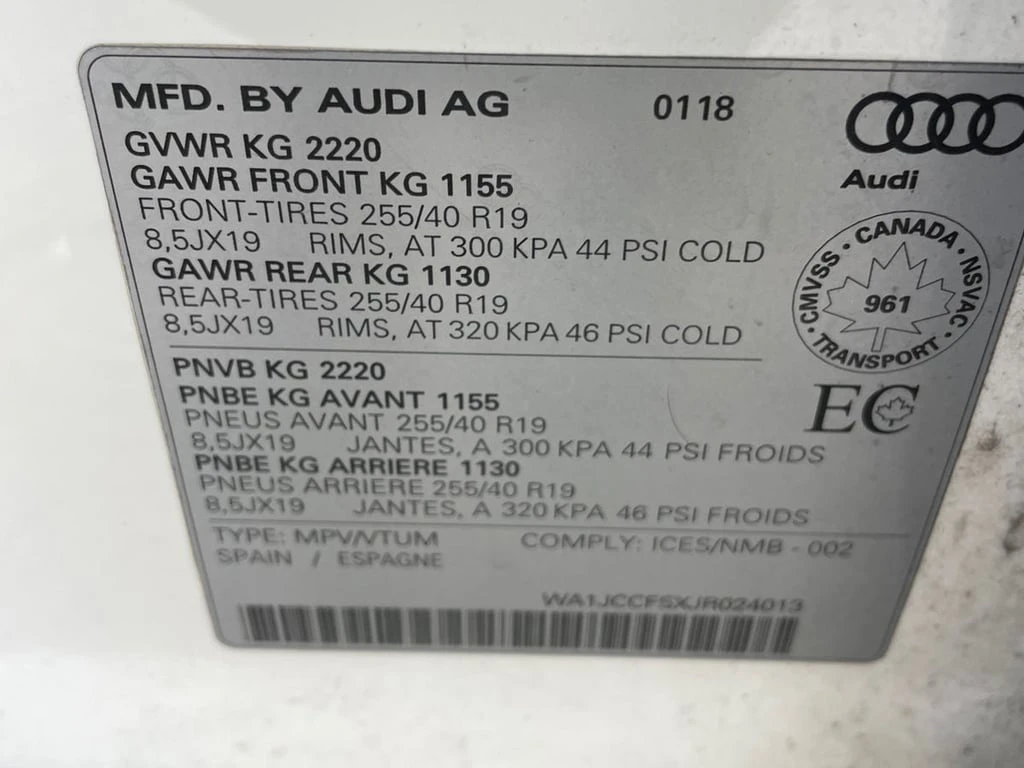 MFD. BY AUDI AG 0118
Audi
GVWR KG 2220
GAWR FRONT KG 1155
FRONT-TIRES 255/40 R19
8,5JX19 RIMS, AT 300 KPA 44 PSI COLD
GAWR REAR KG 1130
REAR-TIRES 255/40 R19
8,5JX19 RIMS, AT 320 KPA 46 PSI COLD
CMVSS · CANADA · NSVAC · TRANSPORT ·
961
EC
PNVB KG 2220
PNBE KG AVANT 1155
PNEUS AVANT 255/40 R19
8,5JX19 JANTES, A 300 KPA 44 PSI FROIDS
PNBE KG ARRIERE 1130
PNEUS ARRIERE 255/40 R19
8,5JX19 JANTES, A 320 KPA 46 PSI FROIDS
TYPE: MPV/VTUM COMPLY: ICES/NMB - 002
SPAIN / ESPAGNE
WA1JCCFSXJR024013